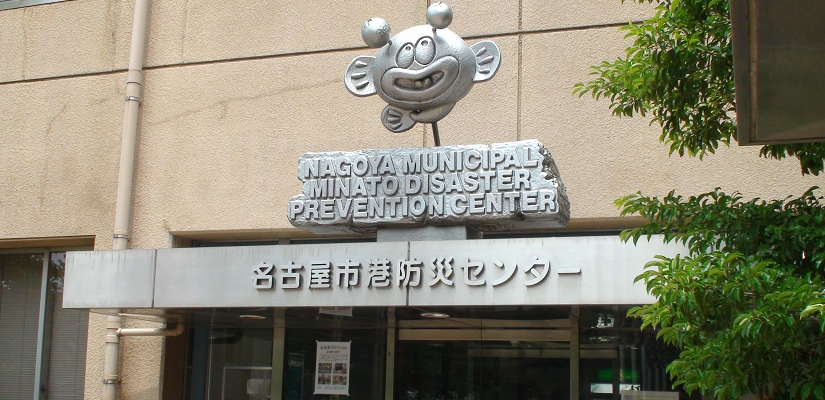 NAGOYA MUNICIPAL
MINATO DISASTER
PREVENTION CENTER
名古屋市港防災センター